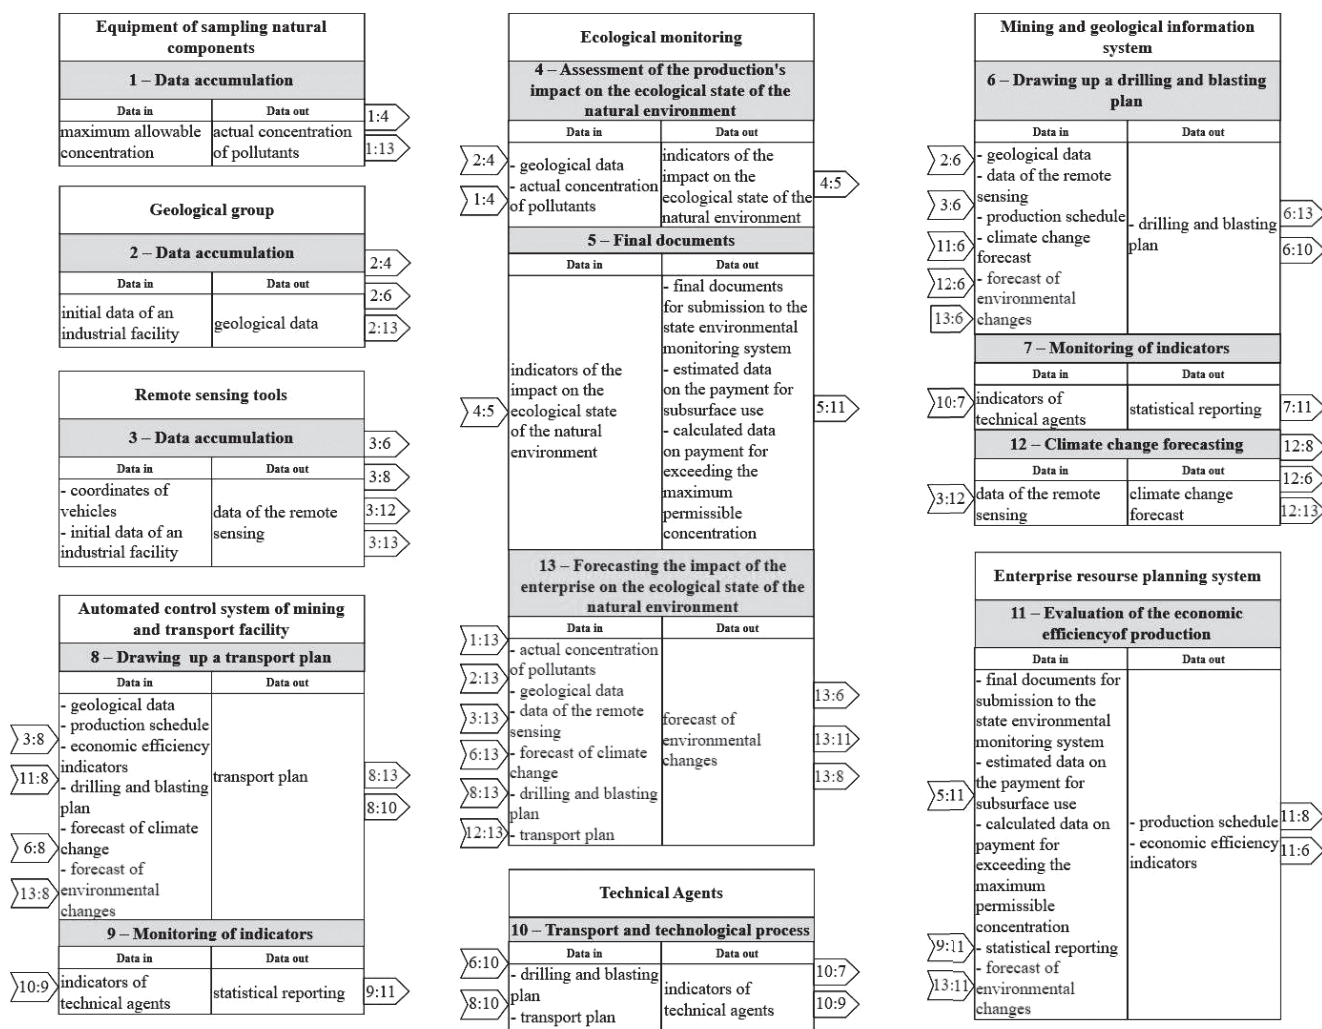 Equipment of sampling natural
components
1 – Data accumulation
Data in
Data out
maximum allowable
concentration
actual concentration
of pollutants
1:4
1:13
Geological group
2 – Data accumulation
Data in
Data out
initial data of an
industrial facility
geological data
2:4
2:6
2:13
Remote sensing tools
3 – Data accumulation
Data in
Data out
- coordinates of
vehicles
- initial data of an
industrial facility
data of the remote
sensing
3:6
3:8
3:12
3:13
Automated control system of mining
and transport facility
8 – Drawing up a transport plan
Data in
Data out
3:8
11:8
6:8
13:8
- geological data
- production schedule
- economic efficiency
indicators
- drilling and blasting
plan
- forecast of climate
change
- forecast of
environmental
changes
transport plan
8:13
8:10
9 – Monitoring of indicators
Data in
Data out
10:9
indicators of
technical agents
statistical reporting
9:11
Ecological monitoring
4 – Assessment of the production's
impact on the ecological state of the
natural environment
Data in
Data out
2:4
1:4
- geological data
- actual concentration
of pollutants
indicators of the
impact on the
ecological state of the
natural environment
4:5
5 – Final documents
Data in
Data out
4:5
indicators of the
impact on the
ecological state
of the natural
environment
- final documents
for submission to the
state environmental
monitoring system
- estimated data
on the payment for
subsurface use
- calculated data
on payment for
exceeding the
maximum
permissible
concentration
5:11
13 – Forecasting the impact of the
enterprise on the ecological state of the
natural environment
Data in
Data out
1:13
2:13
3:13
6:13
8:13
12:13
- actual concentration
of pollutants
- geological data
- data of the remote
sensing
- forecast of climate
change
- drilling and blasting
plan
- transport plan
forecast of
environmental
changes
13:6
13:11
13:8
Technical Agents
10 – Transport and technological process
Data in
Data out
6:10
8:10
- drilling and blasting
plan
- transport plan
indicators of
technical agents
10:7
10:9
Mining and geological information
system
6 – Drawing up a drilling and blasting
plan
Data in
Data out
2:6
3:6
11:6
12:6
13:6
- geological data
- data of the remote
sensing
- production schedule
- climate change
forecast
- forecast of
environmental
changes
- drilling and blasting
plan
6:13
6:10
7 – Monitoring of indicators
Data in
Data out
10:7
indicators of
technical agents
statistical reporting
7:11
12 – Climate change forecasting
Data in
Data out
3:12
data of the remote
sensing
climate change
forecast
12:8
12:6
12:13
Enterprise resourse planning system
11 – Evaluation of the economic
efficiencyof production
Data in
Data out
5:11
9:11
13:11
- final documents for
submission to the
state environmental
monitoring system
- estimated data on
the payment for
subsurface use
- calculated data on
payment for
exceeding the
maximum
permissible
concentration
- statistical reporting
- forecast of
environmental
changes
- production schedule
- economic efficiency
indicators
11:8
11:6